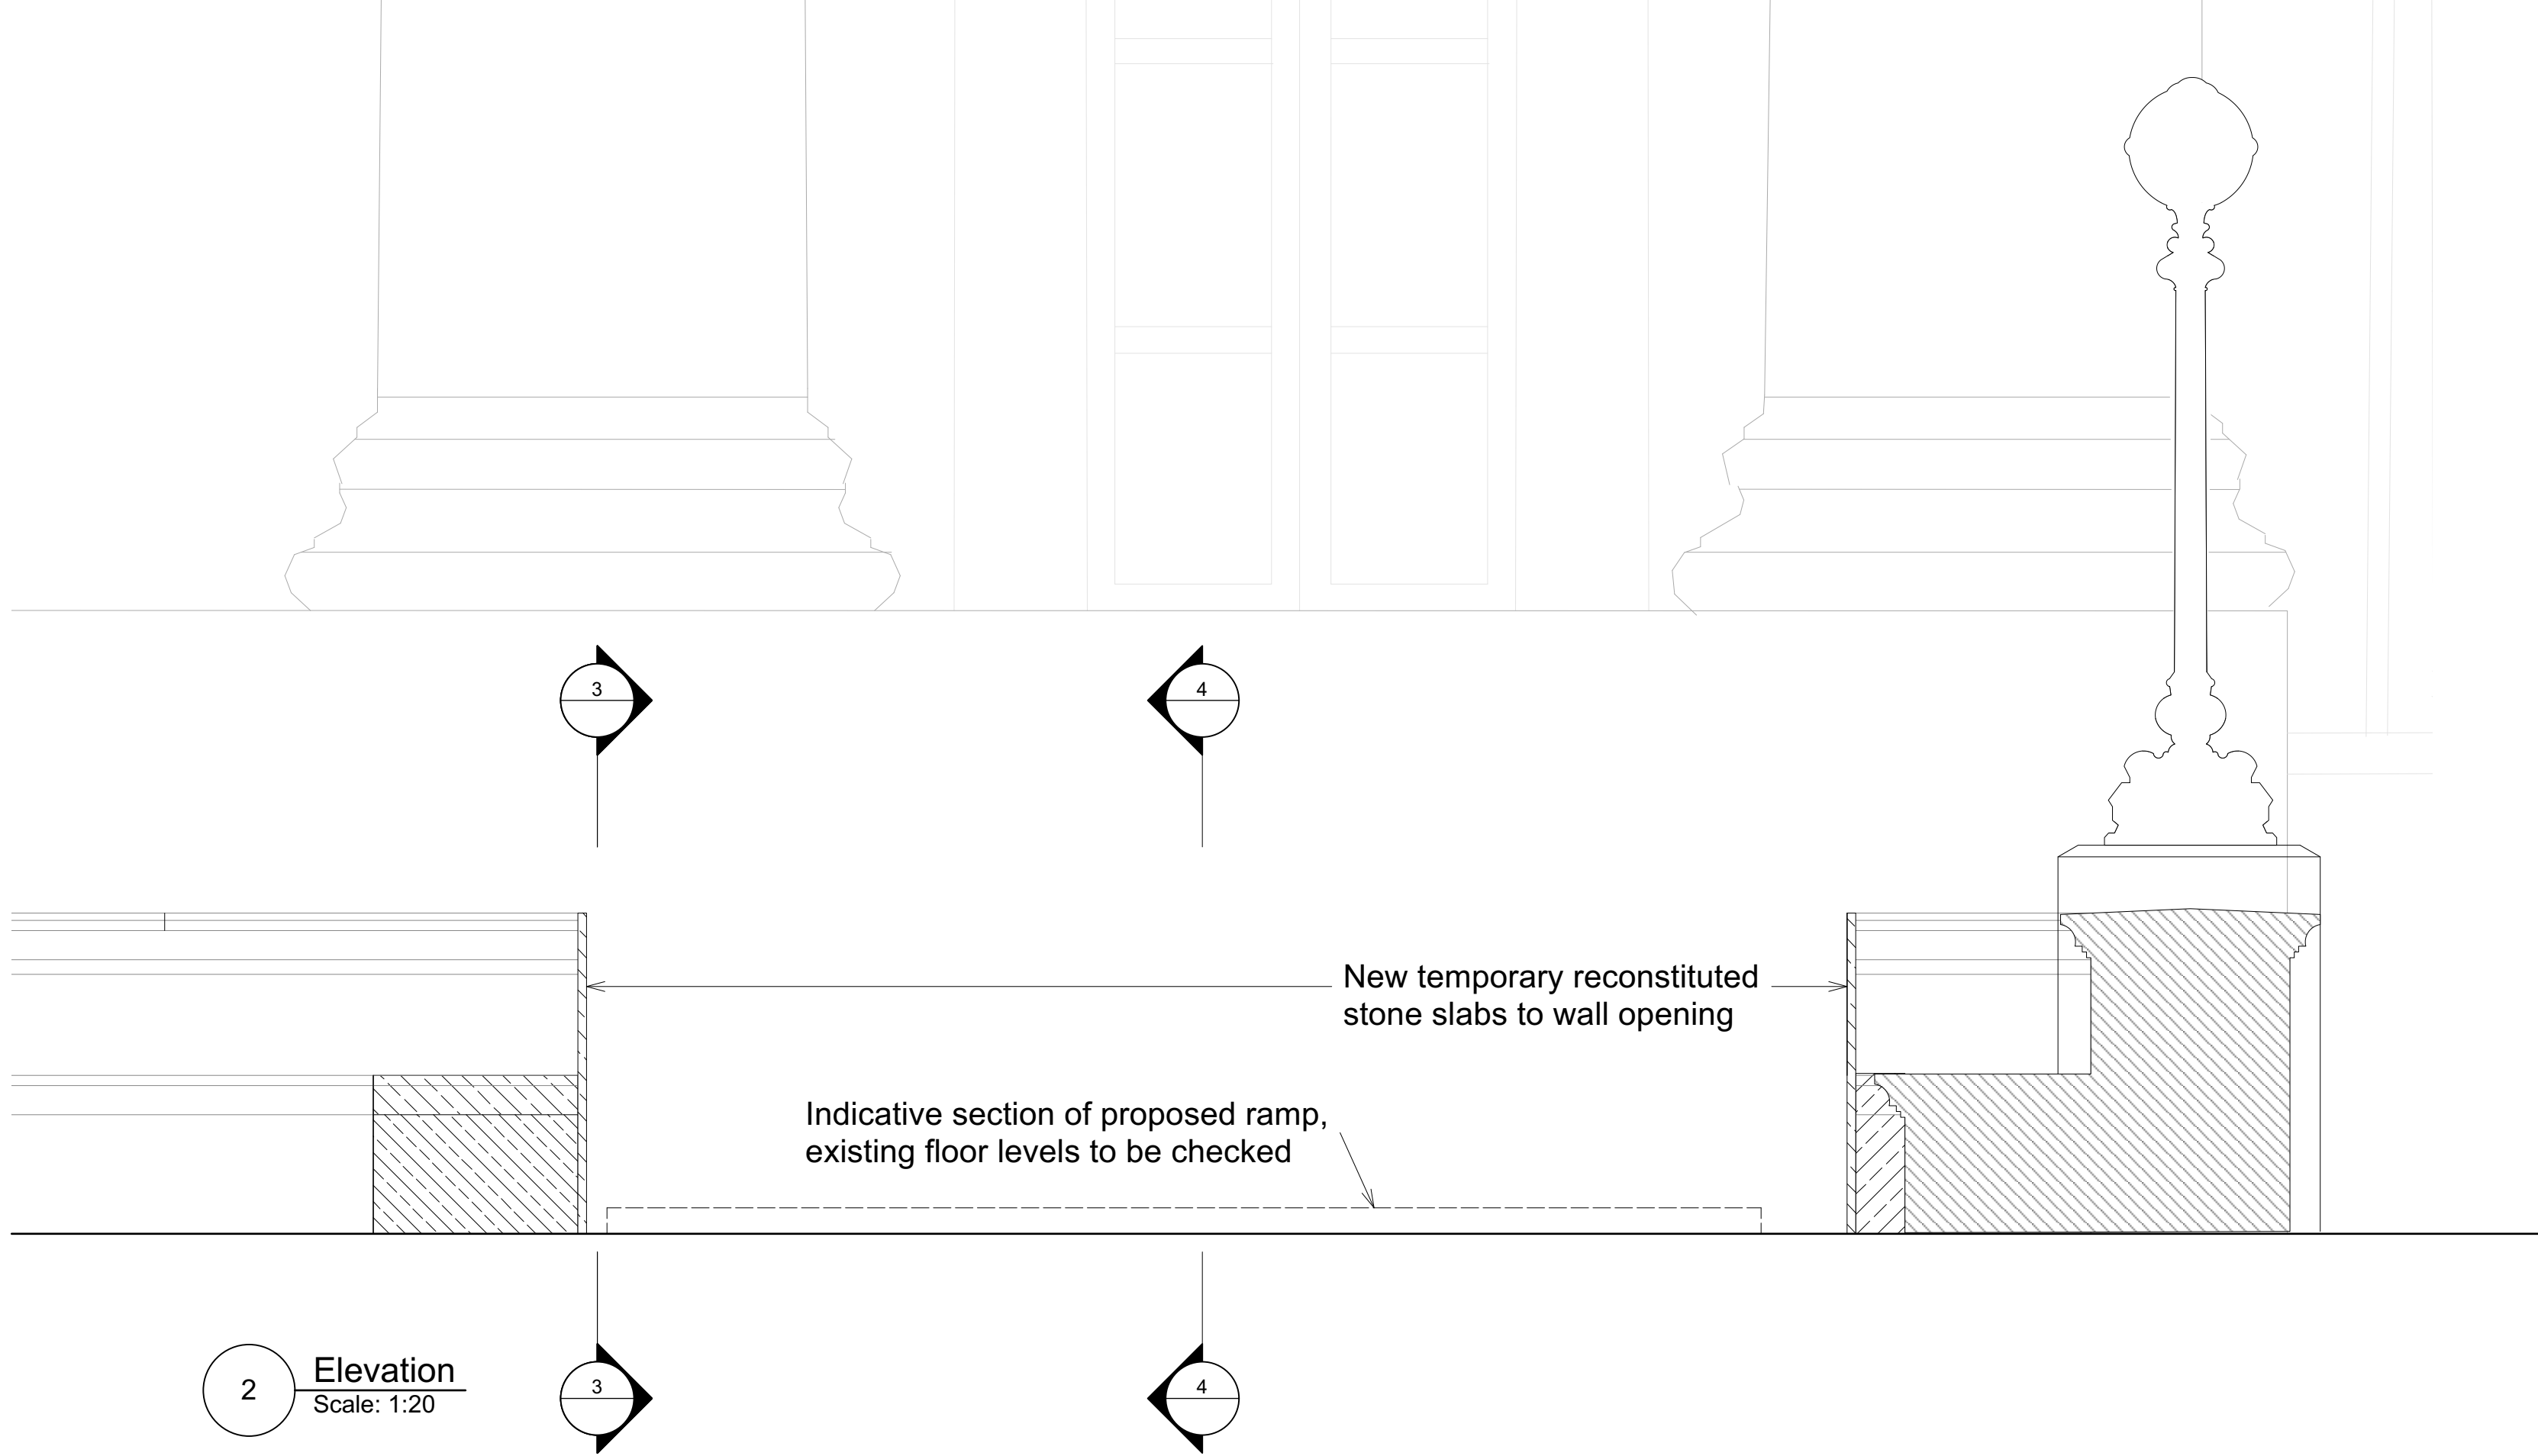 3
4
New temporary reconstituted
stone slabs to wall opening
Indicative section of proposed ramp,
existing floor levels to be checked
2
Elevation
Scale: 1:20
3
4